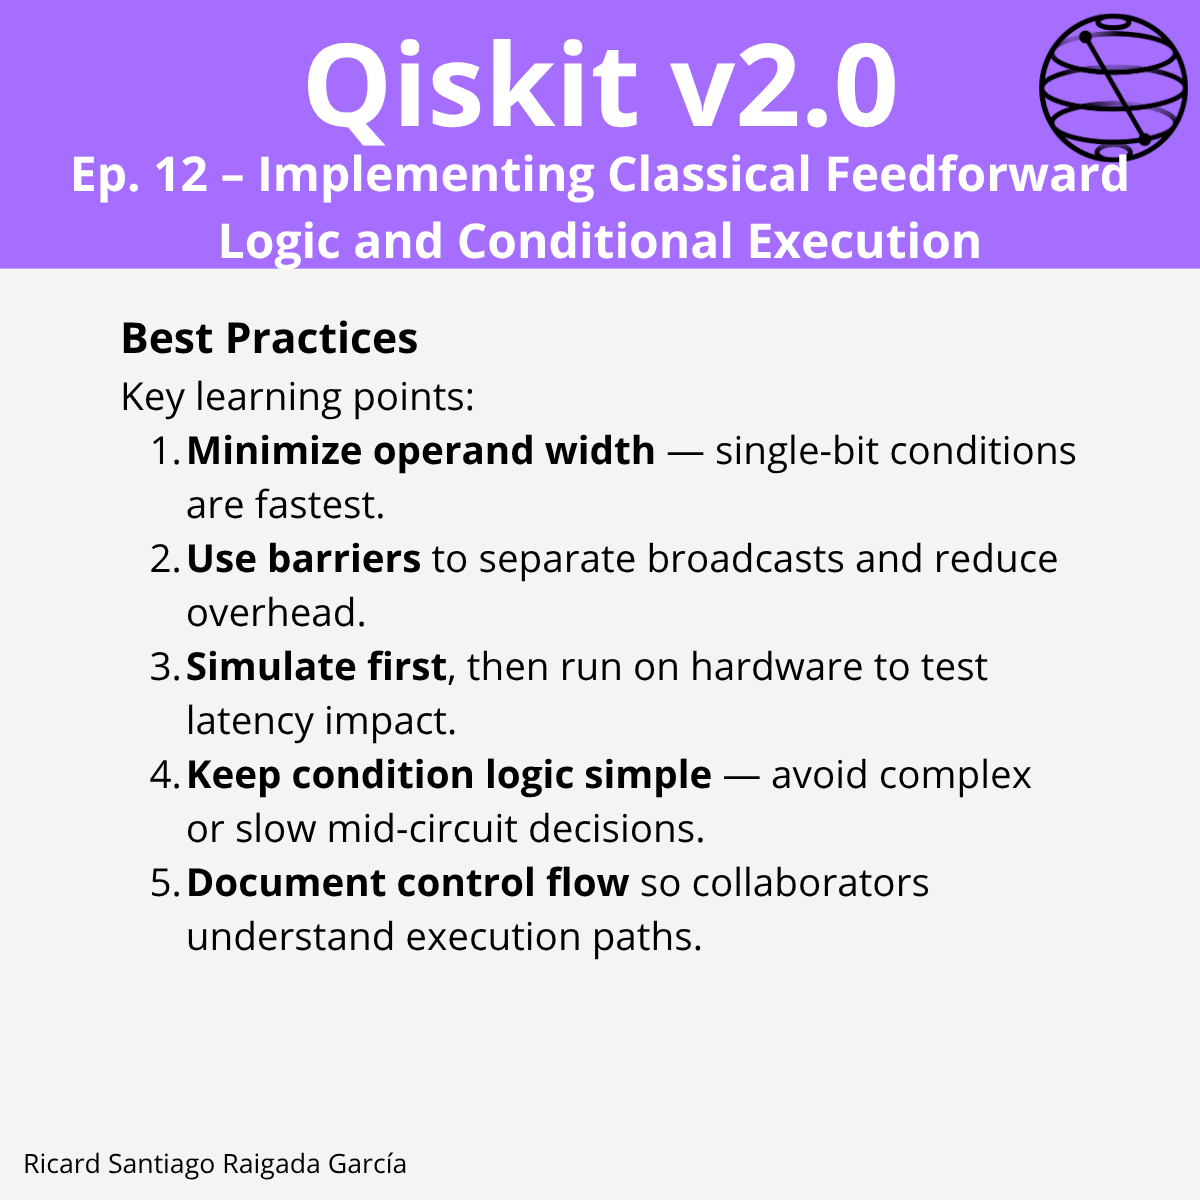 Qiskit v2.0
Ep. 12 – Implementing Classical Feedforward
Logic and Conditional Execution
Best Practices
Key learning points:
1. Minimize operand width — single-bit conditions
are fastest.
2. Use barriers to separate broadcasts and reduce
overhead.
3. Simulate first, then run on hardware to test
latency impact.
4. Keep condition logic simple — avoid complex
or slow mid-circuit decisions.
5. Document control flow so collaborators
understand execution paths.
Ricard Santiago Raigada García